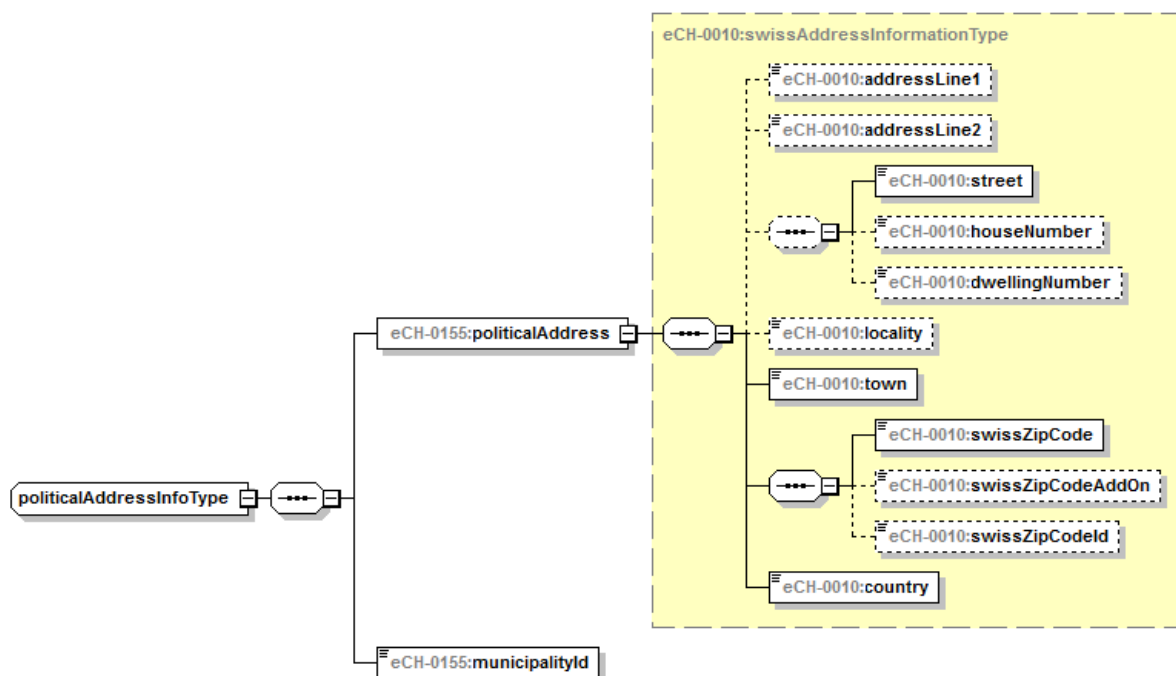 eCH-0010:swissAddressInformationType
eCH-0010:addressLine1
eCH-0010:addressLine2
eCH-0010:street
eCH-0010:houseNumber
eCH-0010:dwellingNumber
eCH-0155:politicalAddress
eCH-0010:locality
eCH-0010:town
eCH-0010:swissZipCode
politicalAddressInfoType
eCH-0010:swissZipCodeAddOn
eCH-0010:swissZipCodeId
eCH-0010:country
eCH-0155:municipalityId